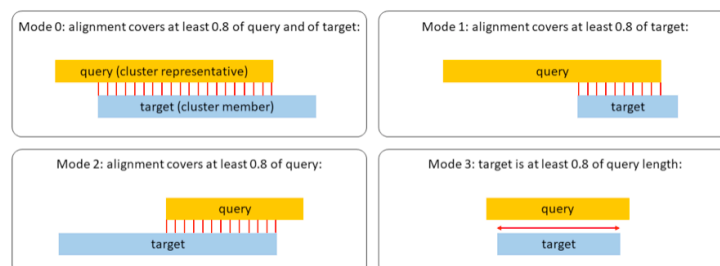 Mode 0: alignment covers at least 0.8 of query and of target:
query (cluster representative)
target (cluster member)
Mode 1: alignment covers at least 0.8 of target:
query
target
Mode 2: alignment covers at least 0.8 of query:
query
target
Mode 3: target is at least 0.8 of query length:
query
target